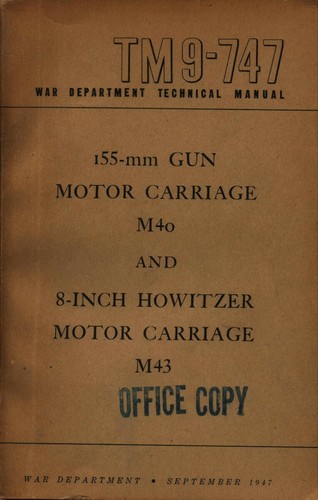 TM 9-747
WAR DEPARTMENT TECHNICAL MANUAL
155-mm GUN
MOTOR CARRIAGE
M40
AND
8-INCH HOWITZER
MOTOR CARRIAGE
M43
OFFICE COPY
WAR DEPARTMENT • SEPTEMBER 1947